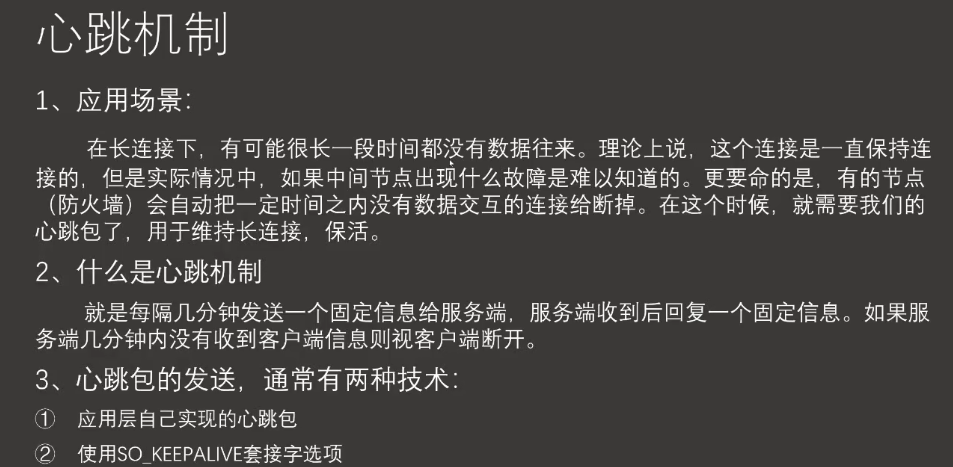 心跳机制
1、应用场景：
在长连接下，有可能很长一段时间都没有数据往来。理论上说，这个连接是一直保持连
接的，但是实际情况中，如果中间节点出现什么故障是难以知道的。更要命的是，有的节点
（防火墙）会自动把一定时间之内没有数据交互的连接给断掉。在这个时候，就需要我们的
心跳包了，用于维持长连接，保活。
2、什么是心跳机制
就是每隔几分钟发送一个固定信息给服务端，服务端收到后回复一个固定信息。如果服
务端几分钟内没有收到客户端信息则视客户端断开。
3、心跳包的发送，通常有两种技术：
① 应用层自己实现的心跳包
② 使用SO_KEEPALIVE套接字选项